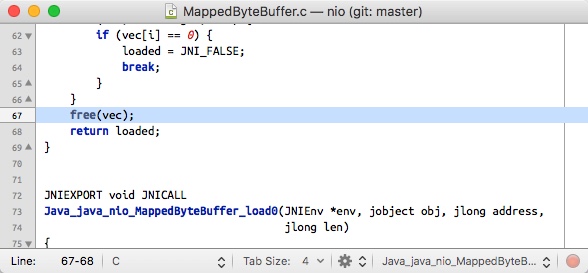 MappedByteBuffer.c — nio (git: master)
62 if (vec[i] == 0) {
63 loaded = JNI_FALSE;
64 break;
65 }
66 }
67 free(vec);
68 return loaded;
69 }
70
71
72 JNIEXPORT void JNICALL
73 Java_java_nio_MappedByteBuffer_load0(JNIEnv *env, jobject obj, jlong address,
74 jlong len)
75 {
Line: 67-68 C Tab Size: 4 Java_java_nio_MappedByteB...